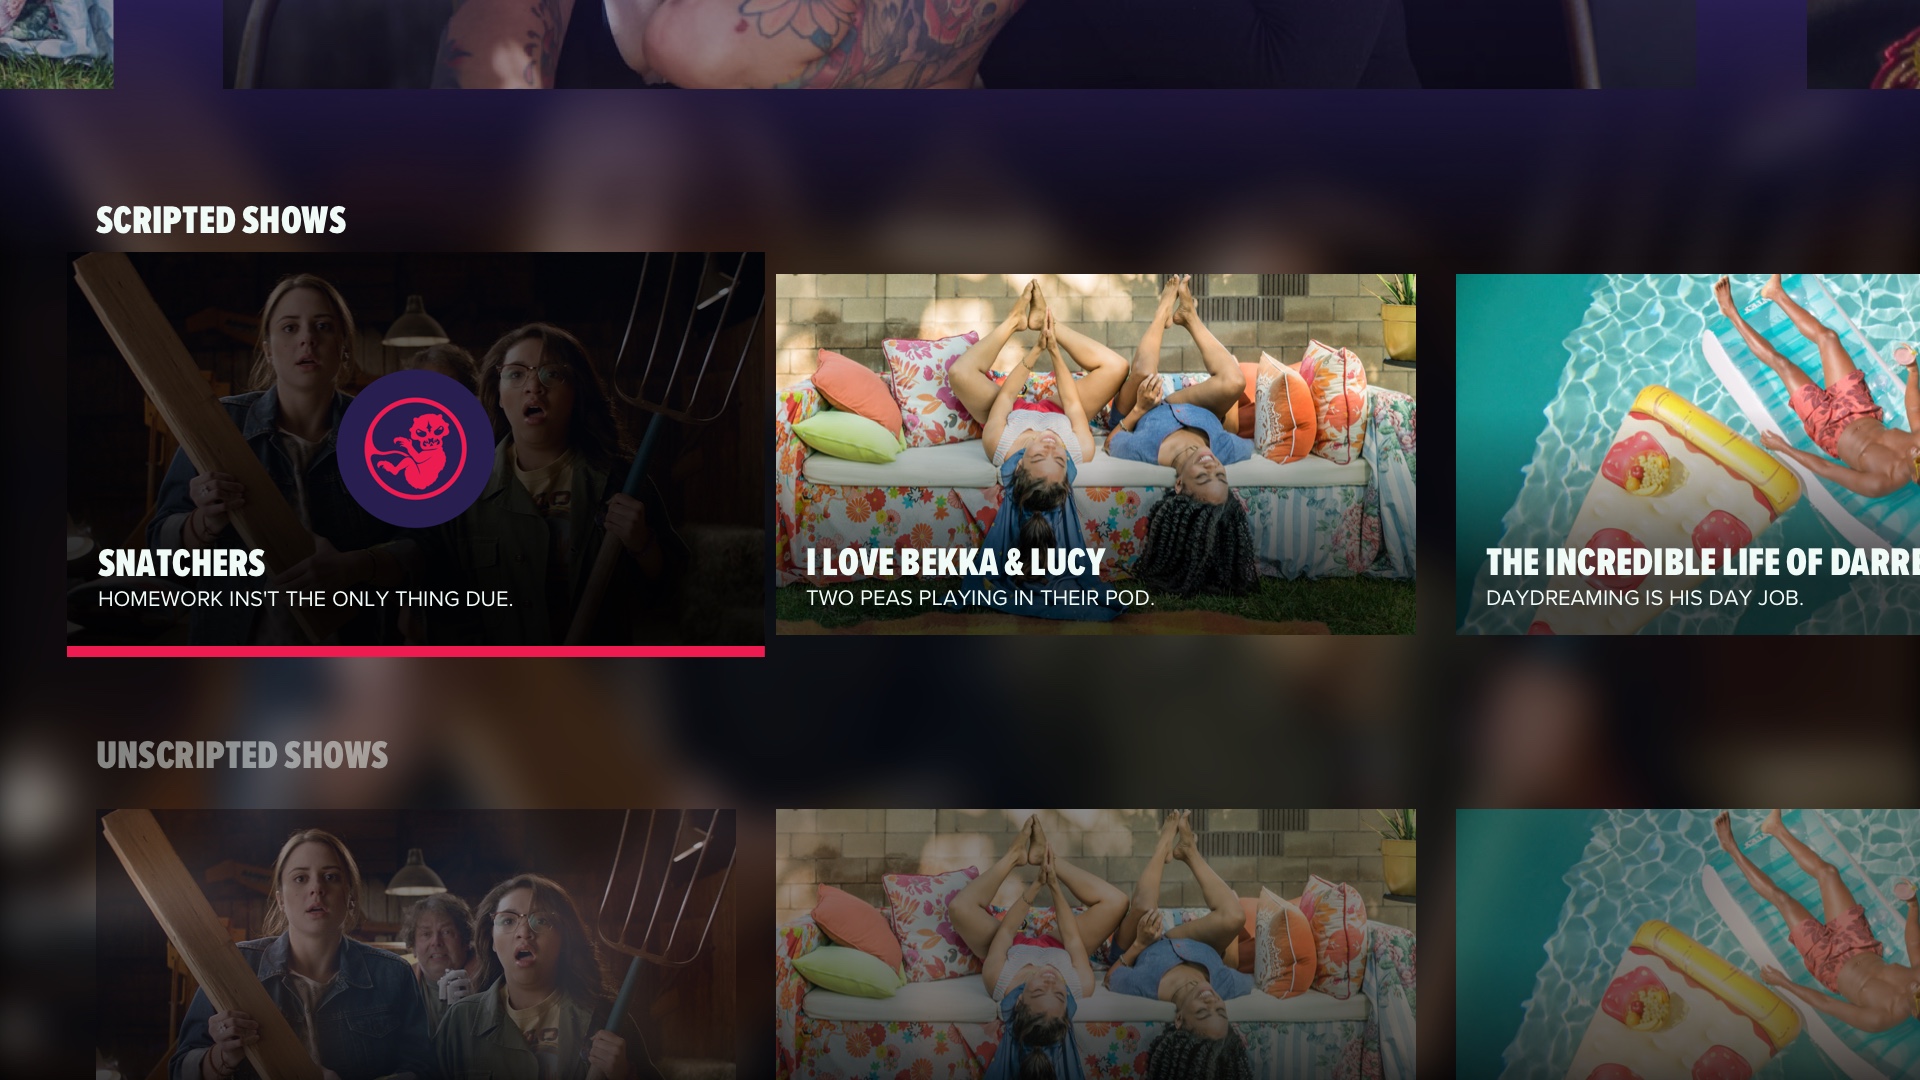 SCRIPTED SHOWS
SNATCHERS
HOMEWORK INS'T THE ONLY THING DUE.
I LOVE BEKKA & LUCY
TWO PEAS PLAYING IN THEIR POD.
THE INCREDIBLE LIFE OF
DAYDREAMING IS HIS DAY JOB.
UNSCRIPTED SHOWS